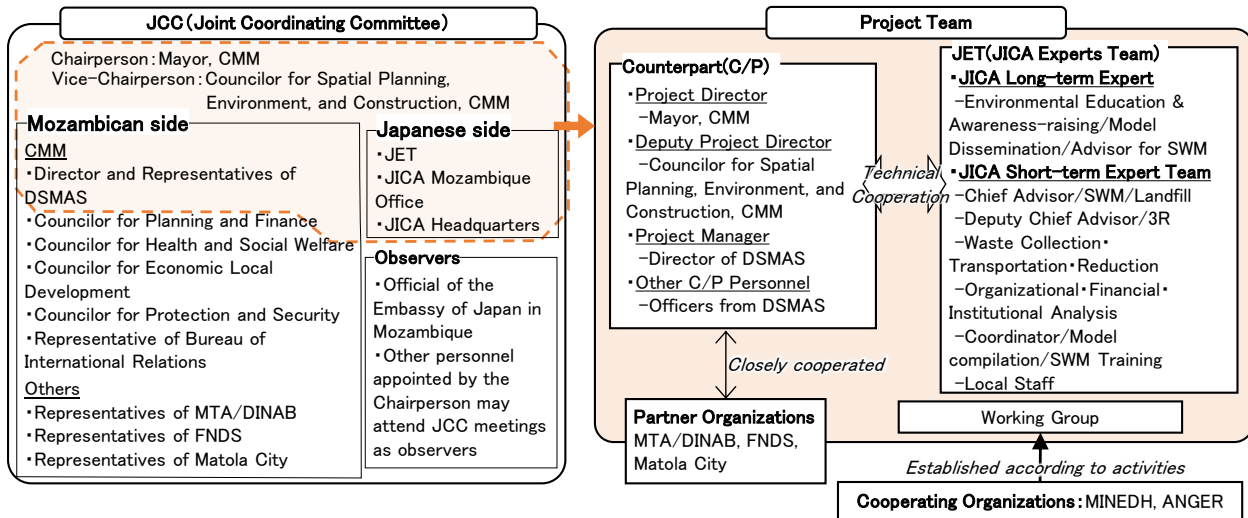 JCC(Joint Coordinating Committee)
Chairperson:Mayor, CMM
Vice-Chairperson:Councilor for Spatial Planning,
Environment, and Construction, CMM
Mozambican side
CMM
・Director and Representatives of
DSMAS
・Councilor for Planning and Finance
・Councilor for Health and Social Welfare
・Councilor for Economic Local
Development
・Councilor for Protection and Security
・Representative of Bureau of
International Relations
Others
・Representatives of MTA/DINAB
・Representatives of FNDS
・Representatives of Matola City
Japanese side
・JET
・JICA Mozambique
Office
・JICA Headquarters
Observers
・Official of the
Embassy of Japan in
Mozambique
・Other personnel
appointed by the
Chairperson may
attend JCC meetings
as observers
Project Team
Counterpart(C/P)
・Project Director
-Mayor, CMM
・Deputy Project Director
-Councilor for Spatial
Planning, Environment, and
Construction, CMM
・Project Manager
-Director of DSMAS
・Other C/P Personnel
-Officers from DSMAS
Technical
Cooperation
JET(JICA Experts Team)
・JICA Long-term Expert
-Environmental Education &
Awareness-raising/Model
Dissemination/Advisor for SWM
・JICA Short-term Expert Team
-Chief Advisor/SWM/Landfill
-Deputy Chief Advisor/3R
-Waste Collection・
Transportation・Reduction
-Organizational・Financial・
Institutional Analysis
-Coordinator/Model
compilation/SWM Training
-Local Staff
Closely cooperated
Partner Organizations
MTA/DINAB, FNDS,
Matola City
Working Group
Established according to activities
Cooperating Organizations:MINEDH, ANGER